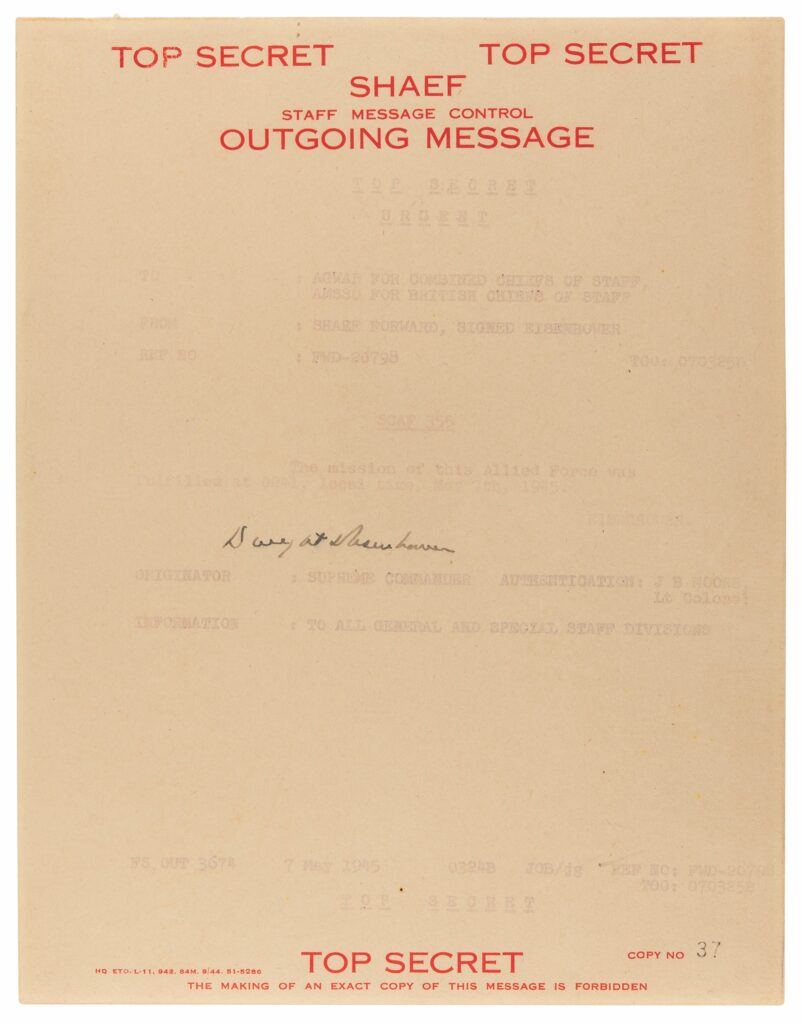 TOP SECRET TOP SECRET
SHAEF
STAFF MESSAGE CONTROL
OUTGOING MESSAGE
TOP SECRET
URGENT
TO : AGWAR FOR COMBINED CHIEFS OF STAFF,
AMSSO FOR BRITISH CHIEFS OF STAFF
FROM : SHAEF FORWARD, SIGNED EISENHOWER
REF NO : FWD-20798 TOO: 070325B
SCAF 355
The mission of this Allied Force was
fulfilled at 0241, local time, May 7th, 1945.
EISENHOWER
Dwight Eisenhower
ORIGINATOR : SUPREME COMMANDER AUTHENTICATION: J B MOORE,
Lt Colonel
INFORMATION : TO ALL GENERAL AND SPECIAL STAFF DIVISIONS
FS OUT 3674 7 May 1945 0324B JOB/dg REF NO: FWD-20798
TOO: 070325B
TOP SECRET
HQ ETO. L-11. 942. 84M. 9/44. 51-5286 TOP SECRET COPY NO 37
THE MAKING OF AN EXACT COPY OF THIS MESSAGE IS FORBIDDEN